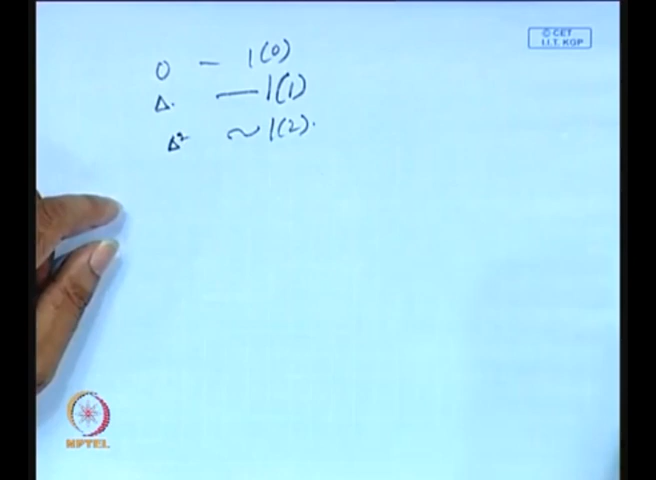 © CET
I.I.T. KGP
0 — I(0)
Δ. — I(1)
Δ² ~ I(2).
NPTEL